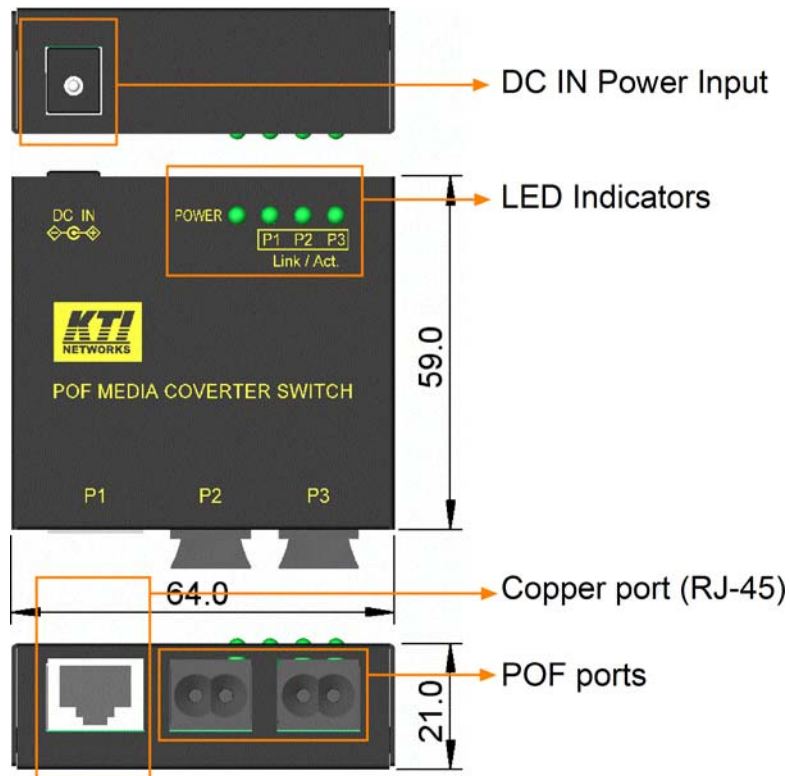 DC IN Power Input
LED Indicators
DC IN
POWER
P1 P2 P3
Link / Act.
KTI
NETWORKS
POF MEDIA COVERTER SWITCH
59.0
P1 P2 P3
64.0
Copper port (RJ-45)
POF ports
21.0